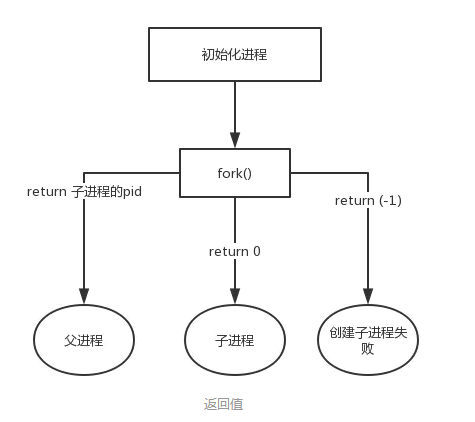 初始化进程
fork()
return 子进程的pid
return (-1)
return 0
父进程
子进程
创建子进程失
败
返回值